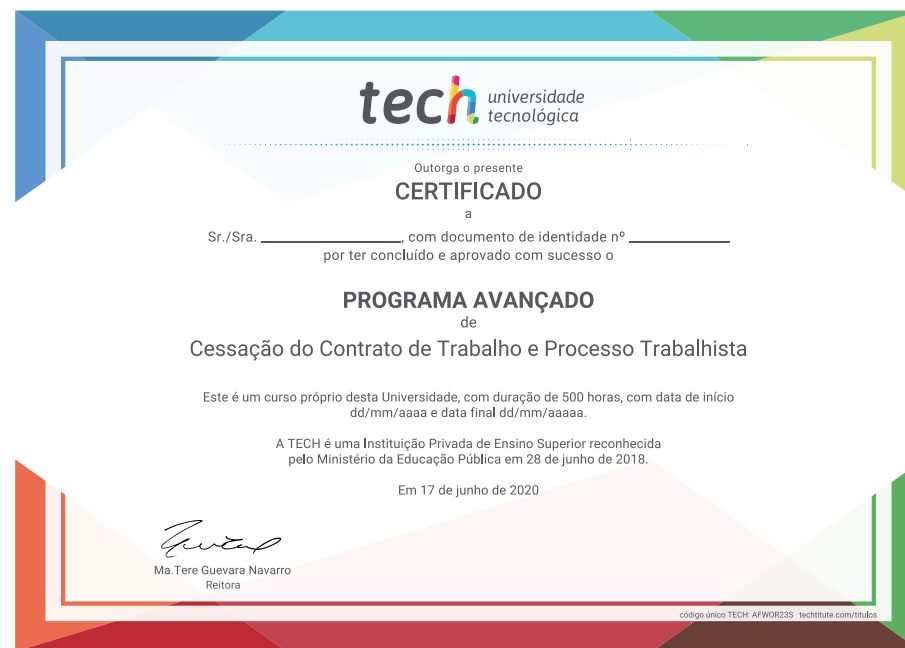 tech universidade
tecnológica
Outorga o presente
CERTIFICADO
a
Sr./Sra. ____________________, com documento de identidade nº ______________
por ter concluído e aprovado com sucesso o
PROGRAMA AVANÇADO
de
Cessação do Contrato de Trabalho e Processo Trabalhista
Este é um curso próprio desta Universidade, com duração de 500 horas, com data de início
dd/mm/aaaa e data final dd/mm/aaaaa.
A TECH é uma Instituição Privada de Ensino Superior reconhecida
pelo Ministério da Educação Pública em 28 de junho de 2018.
Em 17 de junho de 2020
Ma.Tere Guevara Navarro
Reitora
código único TECH: AFWOR23S techtitute.com/títulos